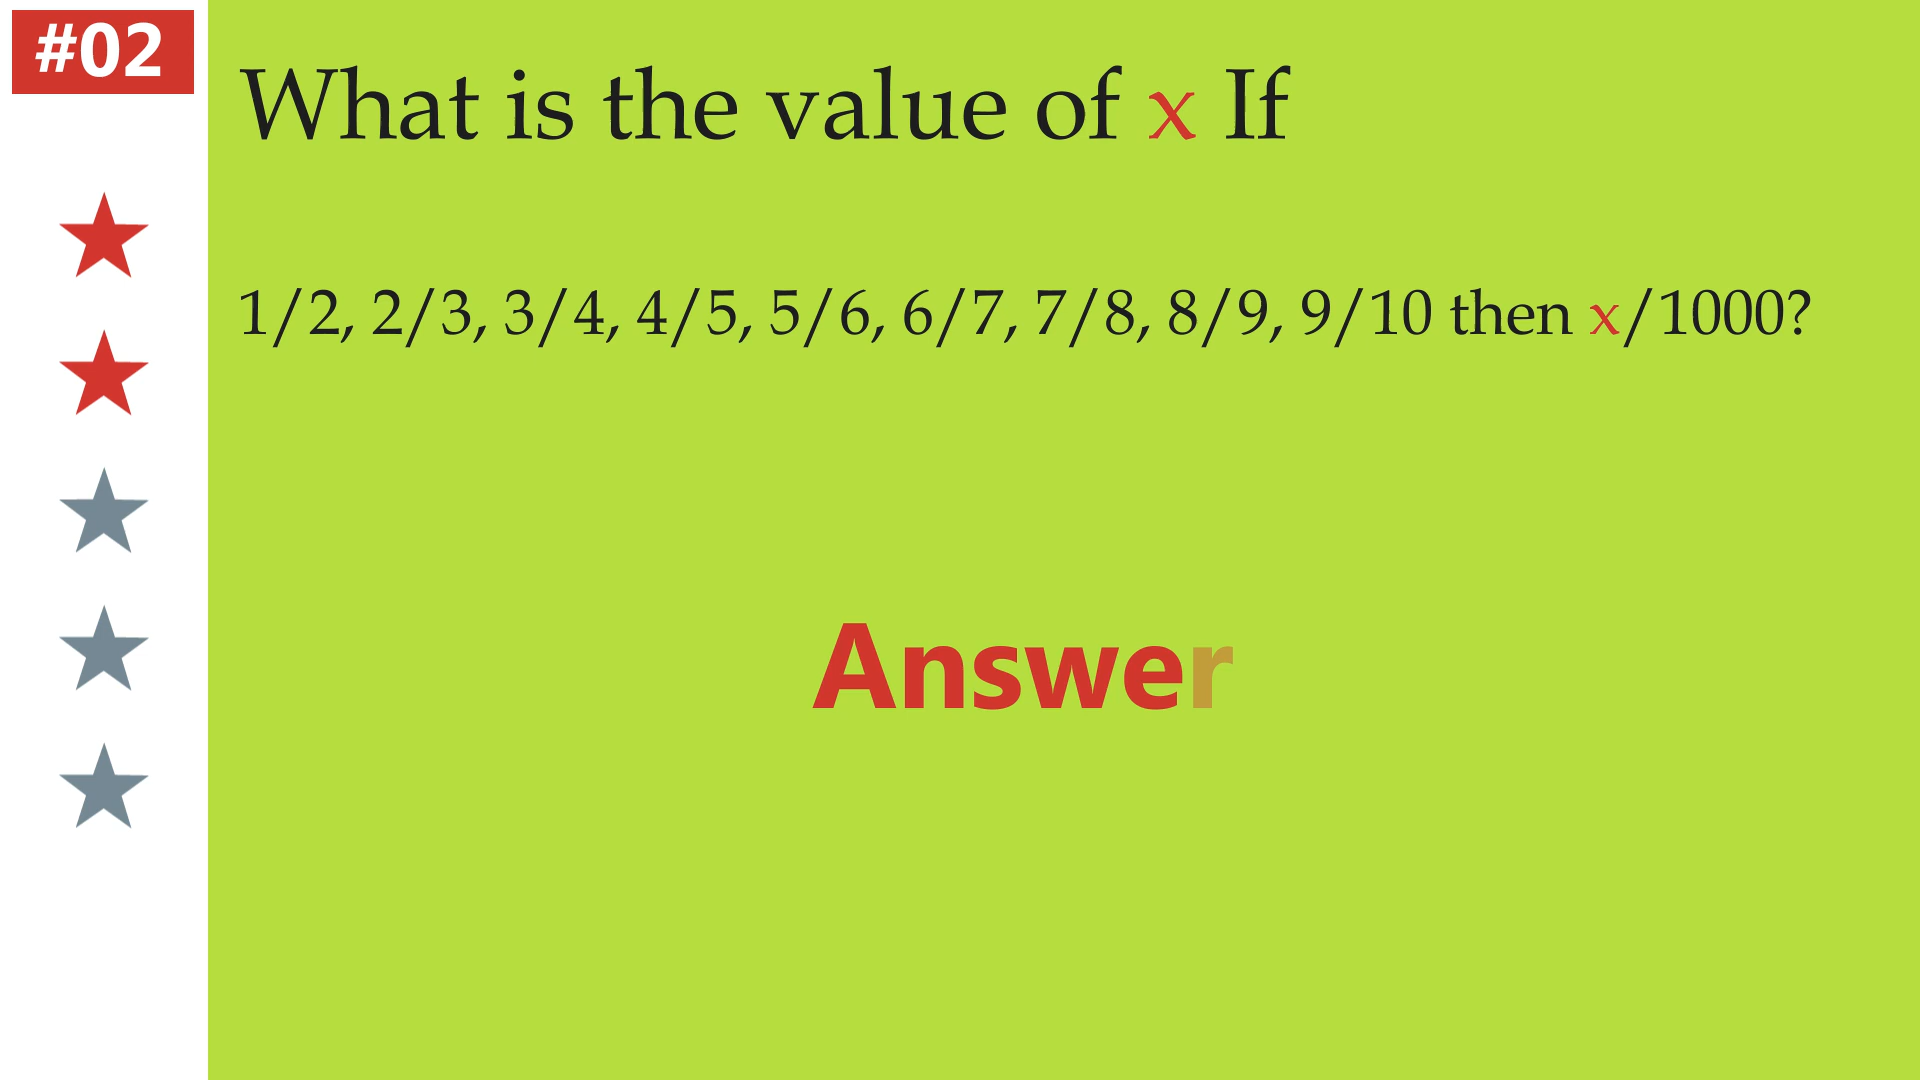 #02
What is the value of x If
1/2, 2/3, 3/4, 4/5, 5/6, 6/7, 7/8, 8/9, 9/10 then x/1000?
Answer